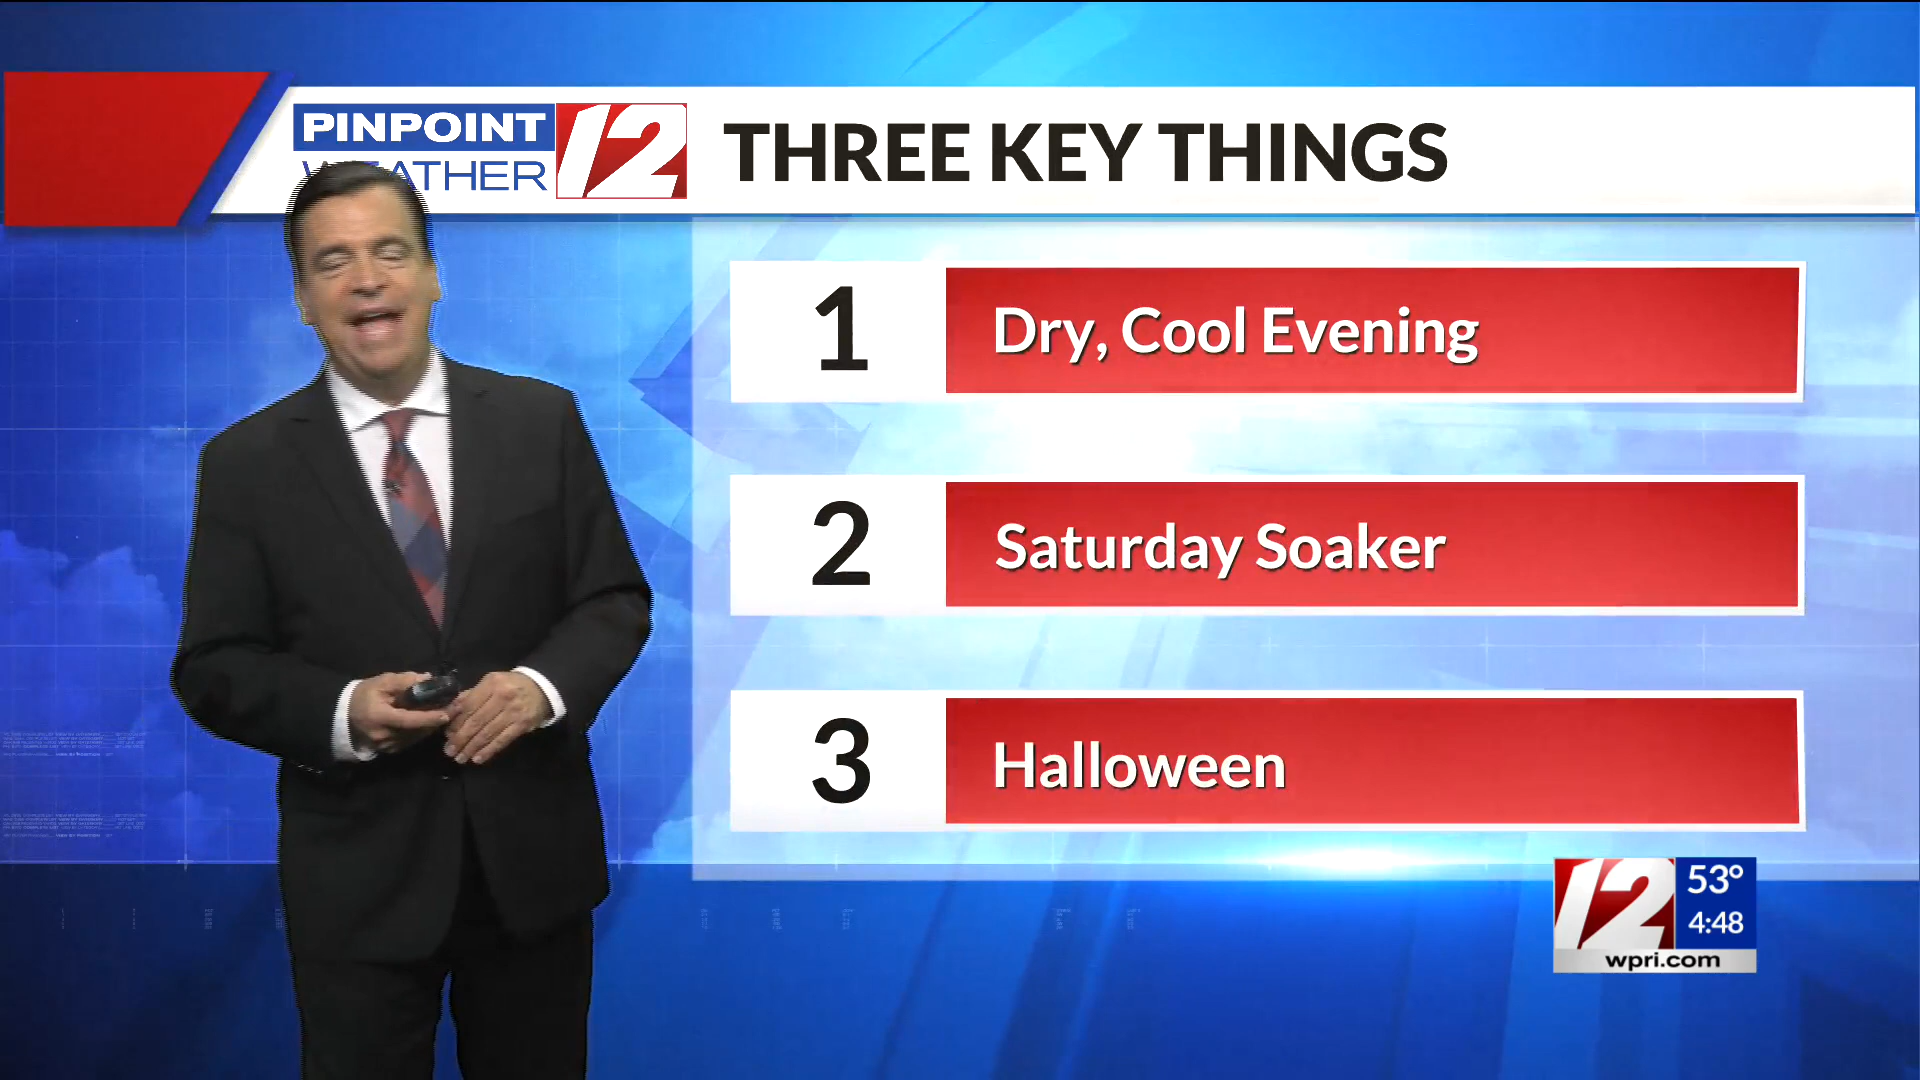 PINPOINT
WEATHER
12
THREE KEY THINGS
1
Dry, Cool Evening
2
Saturday Soaker
3
Halloween
12
53°
4:48
wpri.com